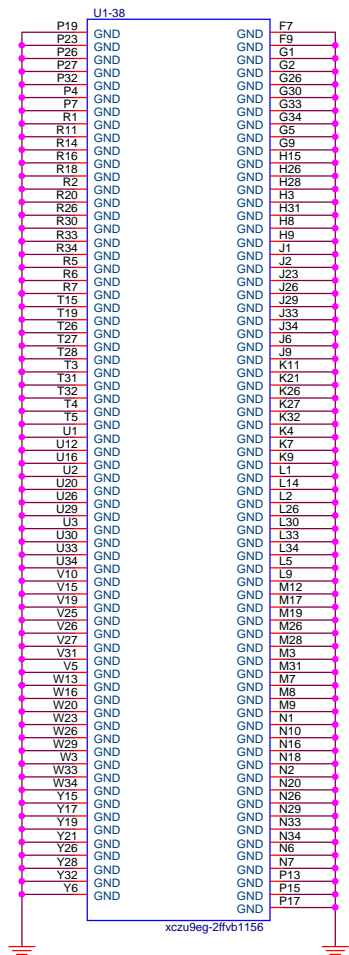 U1-38
P19 GND GND F7
P23 GND GND F9
P26 GND GND G1
P27 GND GND G2
P32 GND GND G26
P4 GND GND G30
P7 GND GND G33
R1 GND GND G34
R11 GND GND G5
R14 GND GND G9
R16 GND GND H15
R18 GND GND H26
R2 GND GND H28
R20 GND GND H3
R26 GND GND H31
R30 GND GND H8
R33 GND GND H9
R34 GND GND J1
R5 GND GND J2
R6 GND GND J23
R7 GND GND J26
T15 GND GND J29
T19 GND GND J33
T26 GND GND J34
T27 GND GND J6
T28 GND GND J9
T3 GND GND K11
T31 GND GND K21
T32 GND GND K26
T4 GND GND K27
T5 GND GND K32
U1 GND GND K4
U12 GND GND K7
U16 GND GND K9
U2 GND GND L1
U20 GND GND L14
U26 GND GND L2
U29 GND GND L26
U3 GND GND L30
U30 GND GND L33
U33 GND GND L34
U34 GND GND L5
V10 GND GND L9
V15 GND GND M12
V19 GND GND M17
V25 GND GND M19
V26 GND GND M26
V27 GND GND M28
V31 GND GND M3
V5 GND GND M31
W13 GND GND M7
W16 GND GND M8
W20 GND GND M9
W23 GND GND N1
W26 GND GND N10
W29 GND GND N16
W3 GND GND N18
W33 GND GND N2
W34 GND GND N20
Y15 GND GND N26
Y17 GND GND N29
Y19 GND GND N33
Y21 GND GND N34
Y26 GND GND N6
Y28 GND GND N7
Y32 GND GND P13
Y6 GND GND P15
GND P17
xczu9eg-2ffvb1156